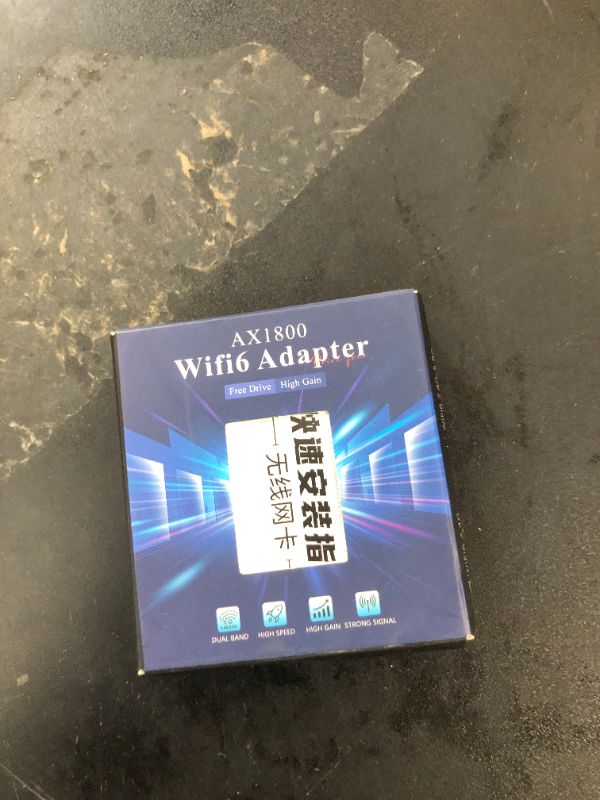 AX1800
Wifi6 Adapter
Free Drive High Gain
快速安装指
无线网卡
DUAL BAND HIGH SPEED HIGH GAIN STRONG SIGNAL